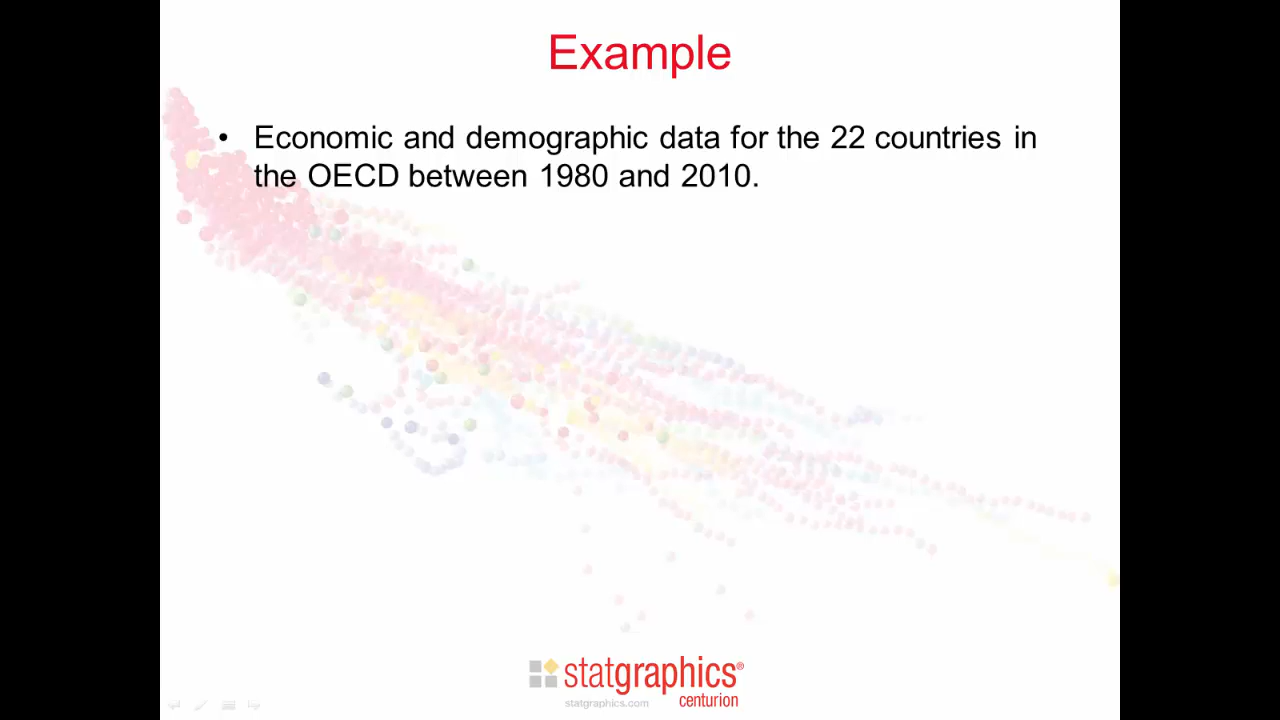 Example
• Economic and demographic data for the 22 countries in
the OECD between 1980 and 2010.
statgraphics®
centurion
statgraphics.com